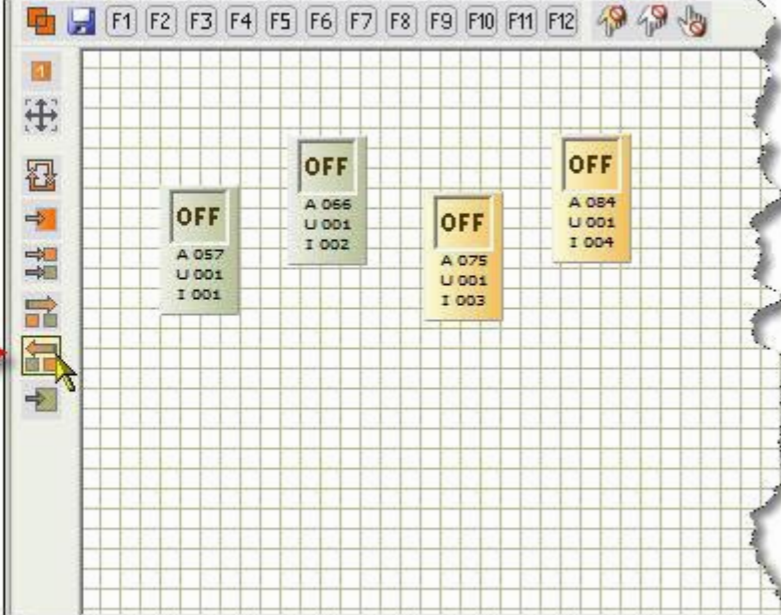 F1 F2 F3 F4 F5 F6 F7 F8 F9 F10 F11 F12
1
OFF
A 057
U 001
I 001
OFF
A 066
U 001
I 002
OFF
A 075
U 001
I 003
OFF
A 084
U 001
I 004